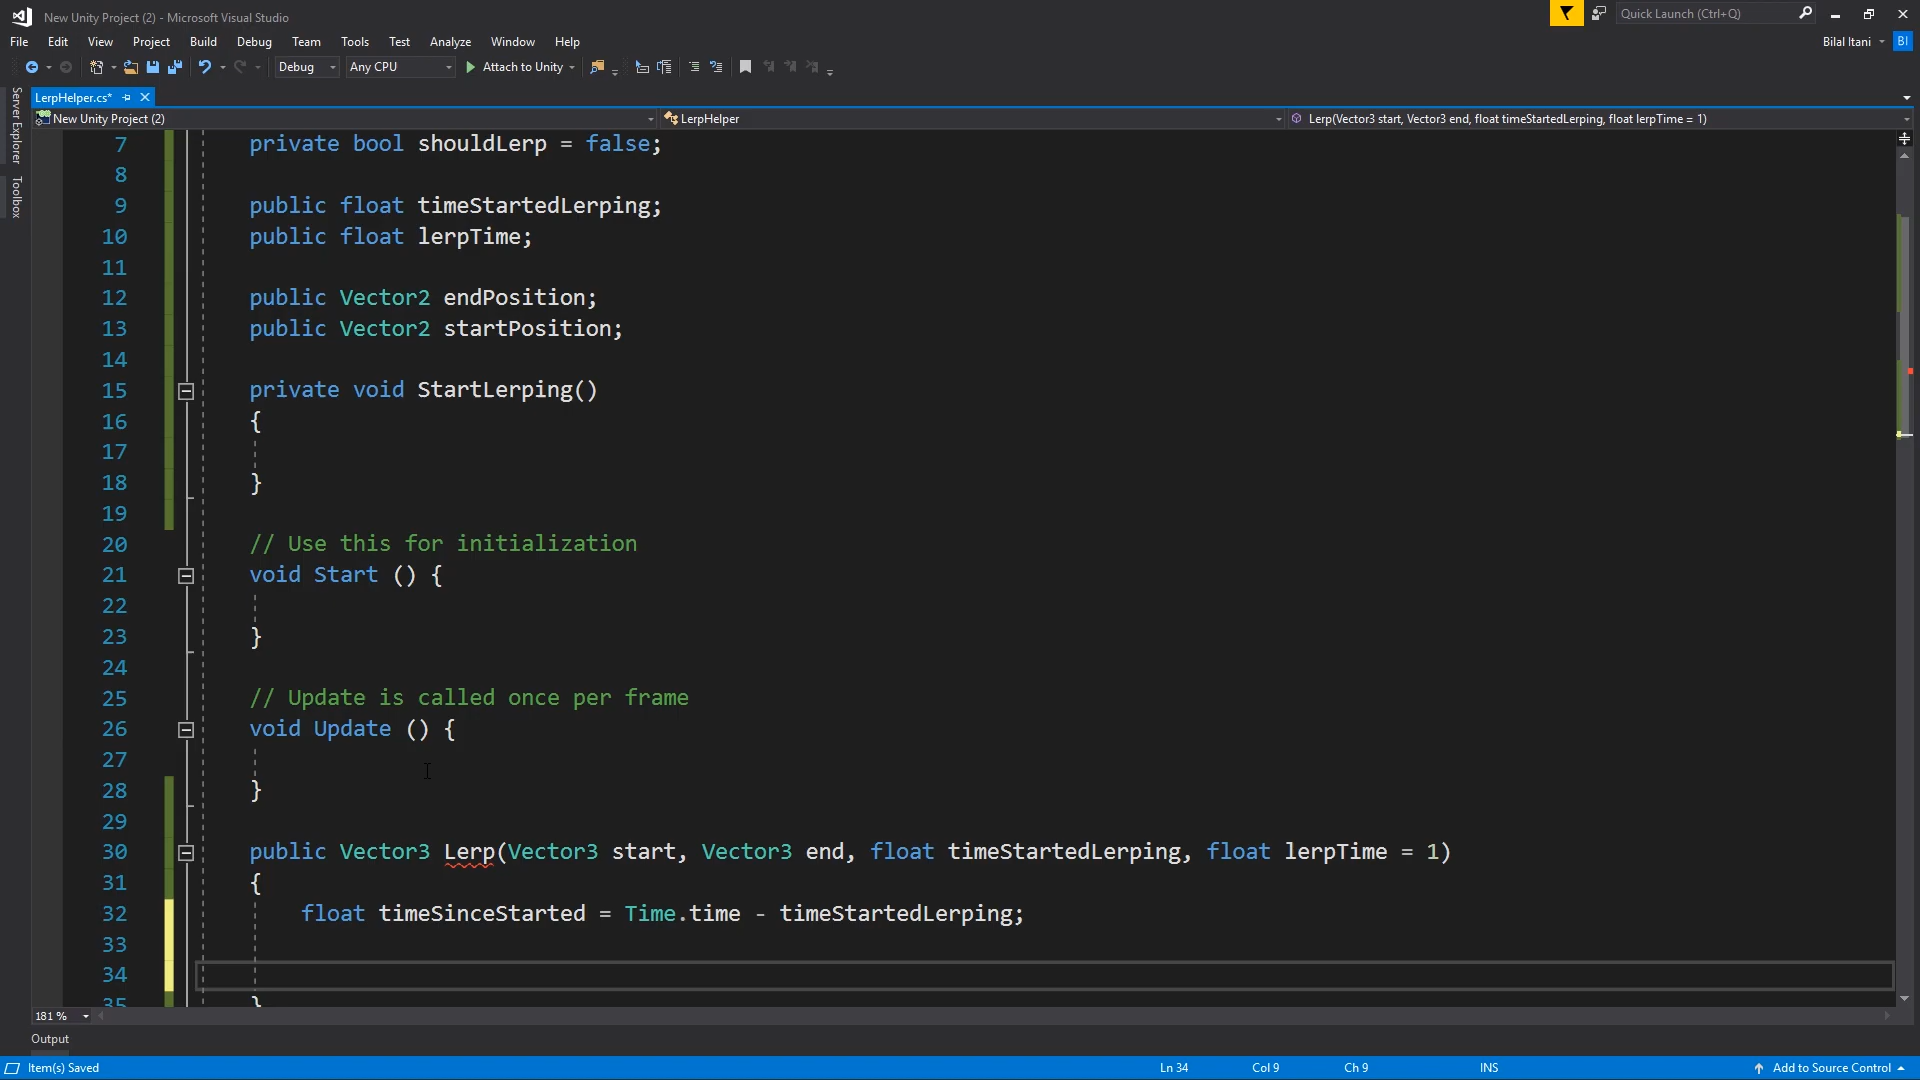 New Unity Project (2) - Microsoft Visual Studio
Quick Launch (Ctrl+Q)
File Edit View Project Build Debug Team Tools Test Analyze Window Help
Bilal Itani BI
Debug Any CPU Attach to Unity
Server Explorer
Toolbox
LerpHelper.cs*
New Unity Project (2) LerpHelper Lerp(Vector3 start, Vector3 end, float timeStartedLerping, float lerpTime = 1)
7 private bool shouldLerp = false;
8
9 public float timeStartedLerping;
10 public float lerpTime;
11
12 public Vector2 endPosition;
13 public Vector2 startPosition;
14
15 private void StartLerping()
16 {
17
18 }
19
20 // Use this for initialization
21 void Start () {
22
23 }
24
25 // Update is called once per frame
26 void Update () {
27
28 }
29
30 public Vector3 Lerp(Vector3 start, Vector3 end, float timeStartedLerping, float lerpTime = 1)
31 {
32 float timeSinceStarted = Time.time - timeStartedLerping;
33
34
35 }
181 %
Output
Item(s) Saved Ln 34 Col 9 Ch 9 INS Add to Source Control